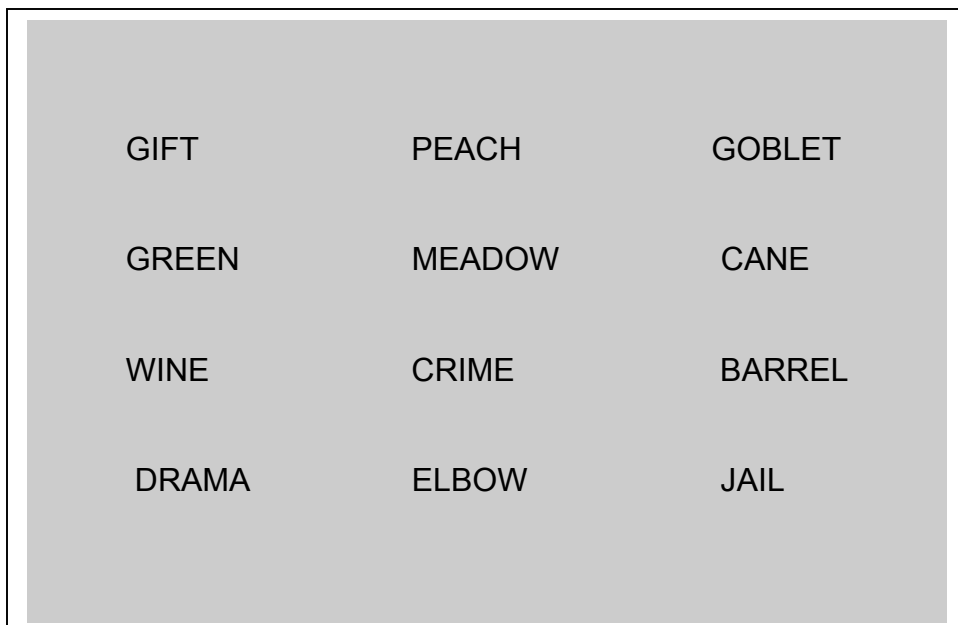 GIFT PEACH GOBLET
GREEN MEADOW CANE
WINE CRIME BARREL
DRAMA ELBOW JAIL